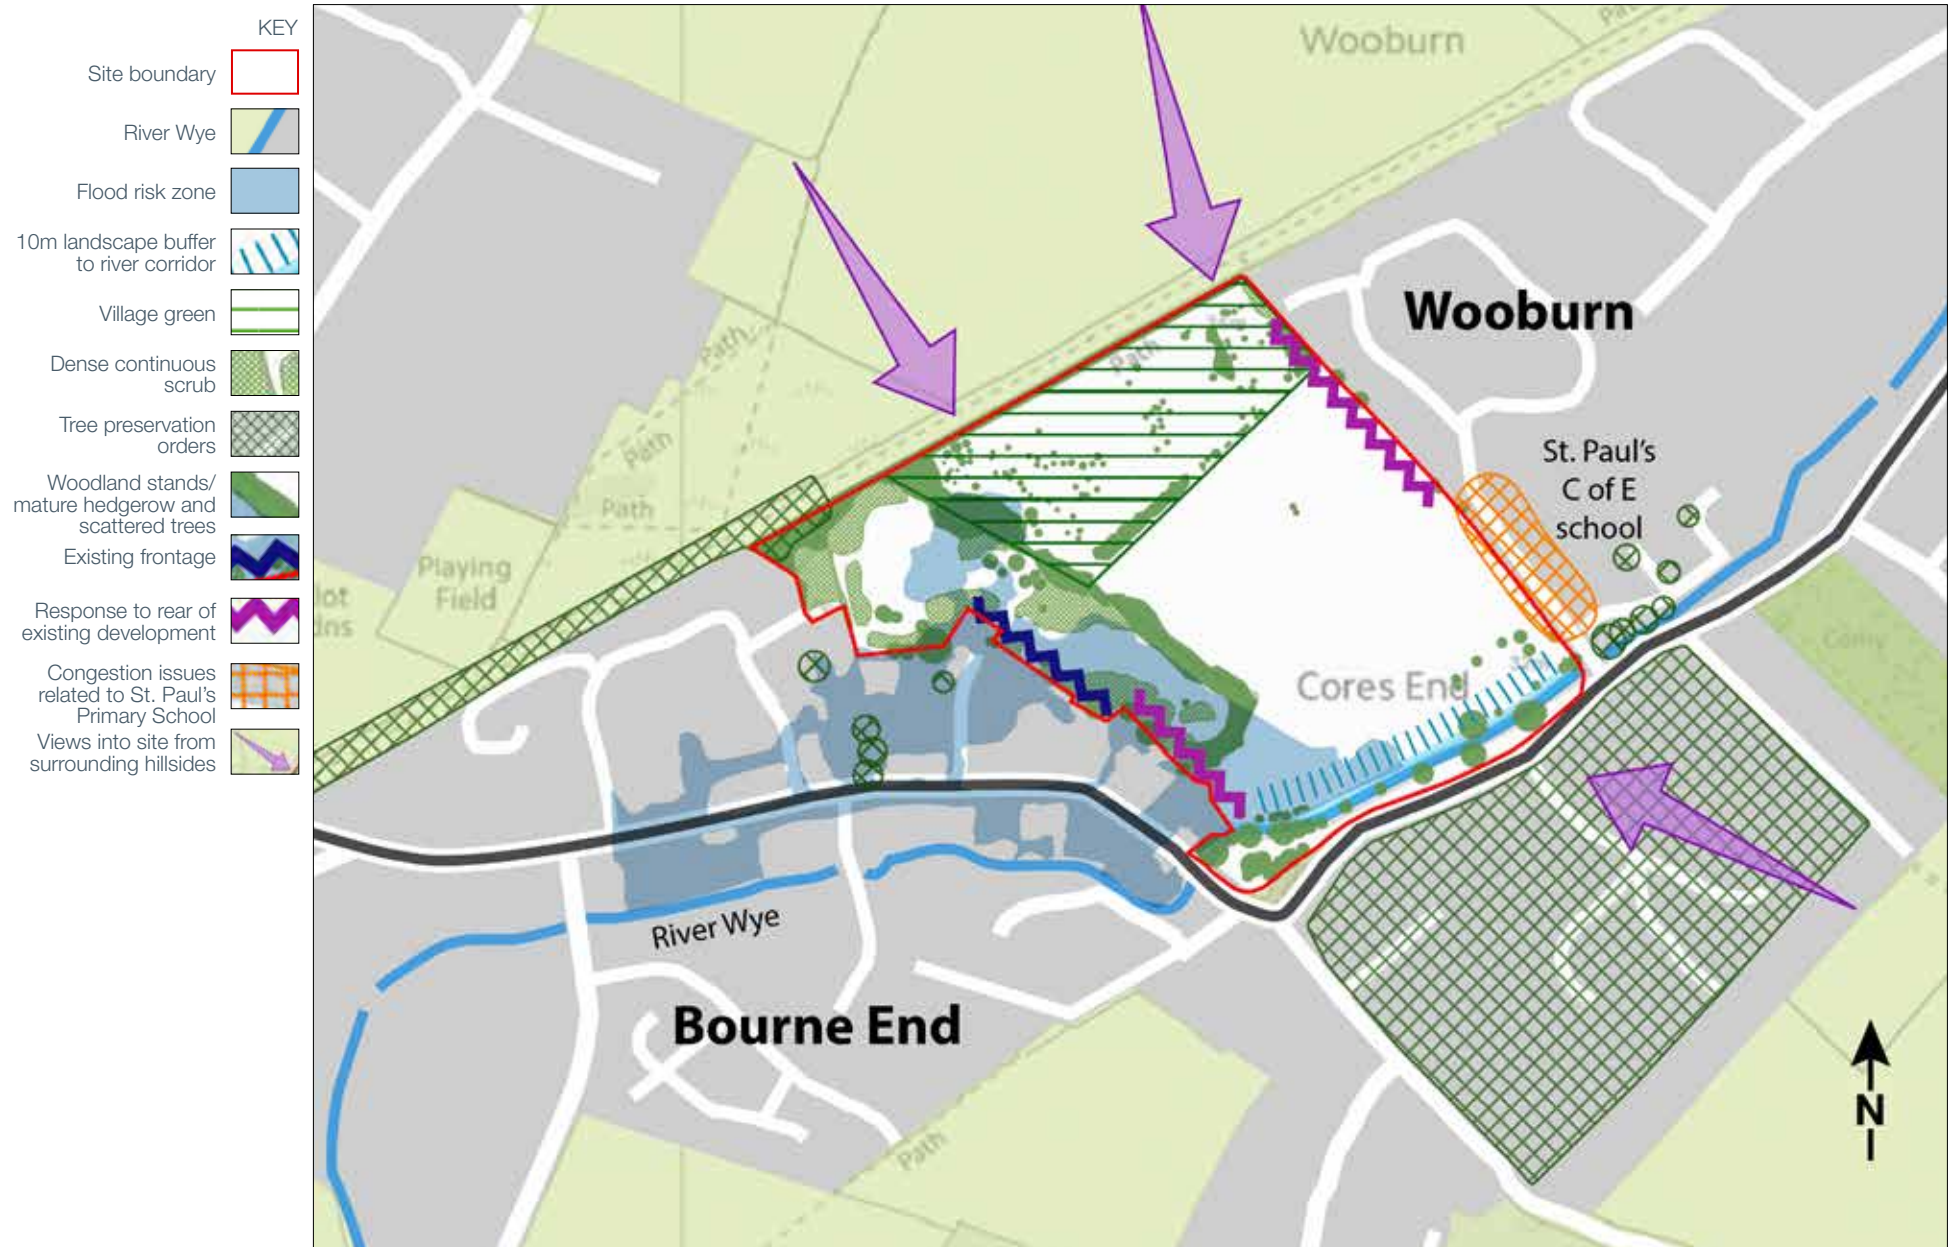 KEY
Site boundary
River Wye
Flood risk zone
10m landscape buffer
to river corridor
Village green
Dense continuous
scrub
Tree preservation
orders
Woodland stands/
mature hedgerow and
scattered trees
Existing frontage
Response to rear of
existing development
Congestion issues
related to St. Paul's
Primary School
Views into site from
surrounding hillsides
Path
Wooburn
Wooburn
Path
Path
Path
Path
St. Paul's
C of E
school
Playing
Field
lot
dns
Cores End
River Wye
Bourne End
Path
N